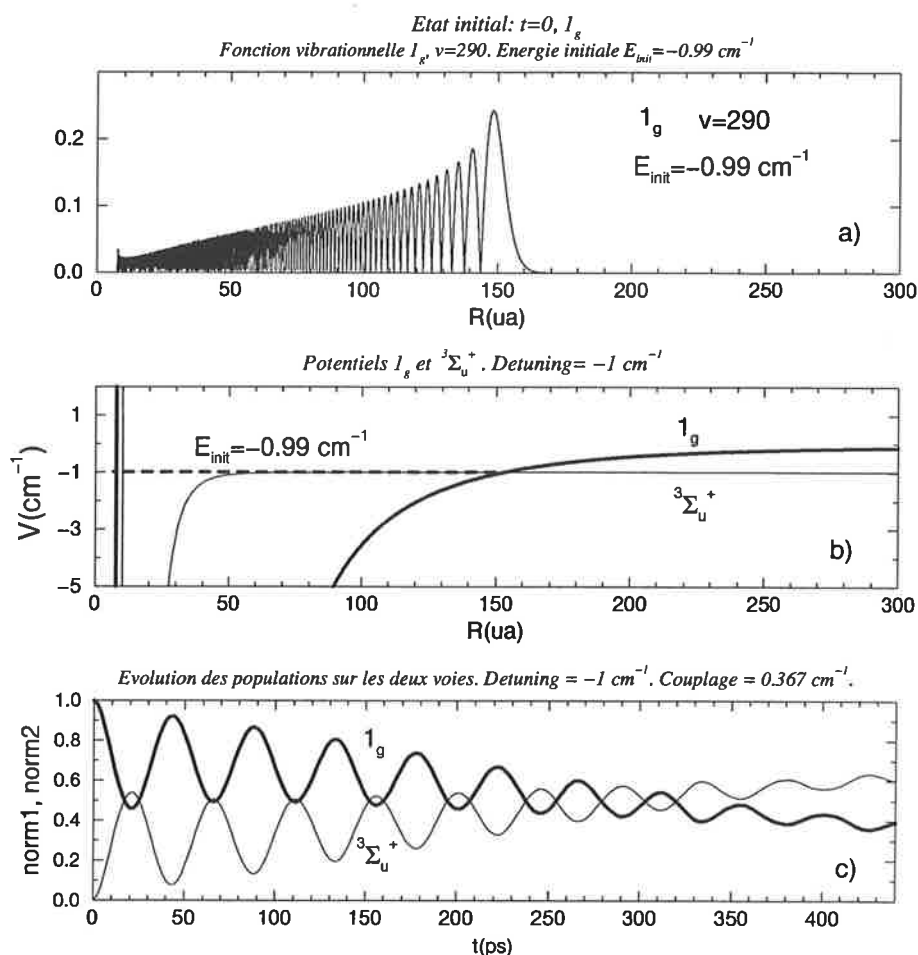 Etat initial: t=0, 1g
Fonction vibrationnelle 1g, v=290. Energie initiale Einit=−0.99 cm−1
0.2
0.1
0.0
1g v=290
Einit=−0.99 cm−1
a)
0 50 100 150 200 250 300
R(ua)
Potentiels 1g et 3Σu+. Detuning= −1 cm−1
V(cm−1)
1
−1
−3
−5
Einit=−0.99 cm−1
1g
3Σu+
b)
0 50 100 150 200 250 300
R(ua)
Evolution des populations sur les deux voies. Detuning = −1 cm−1. Couplage = 0.367 cm−1.
norm1, norm2
1.0
0.8
0.6
0.4
0.2
0.0
1g
3Σu+
c)
0 50 100 150 200 250 300 350 400
t(ps)